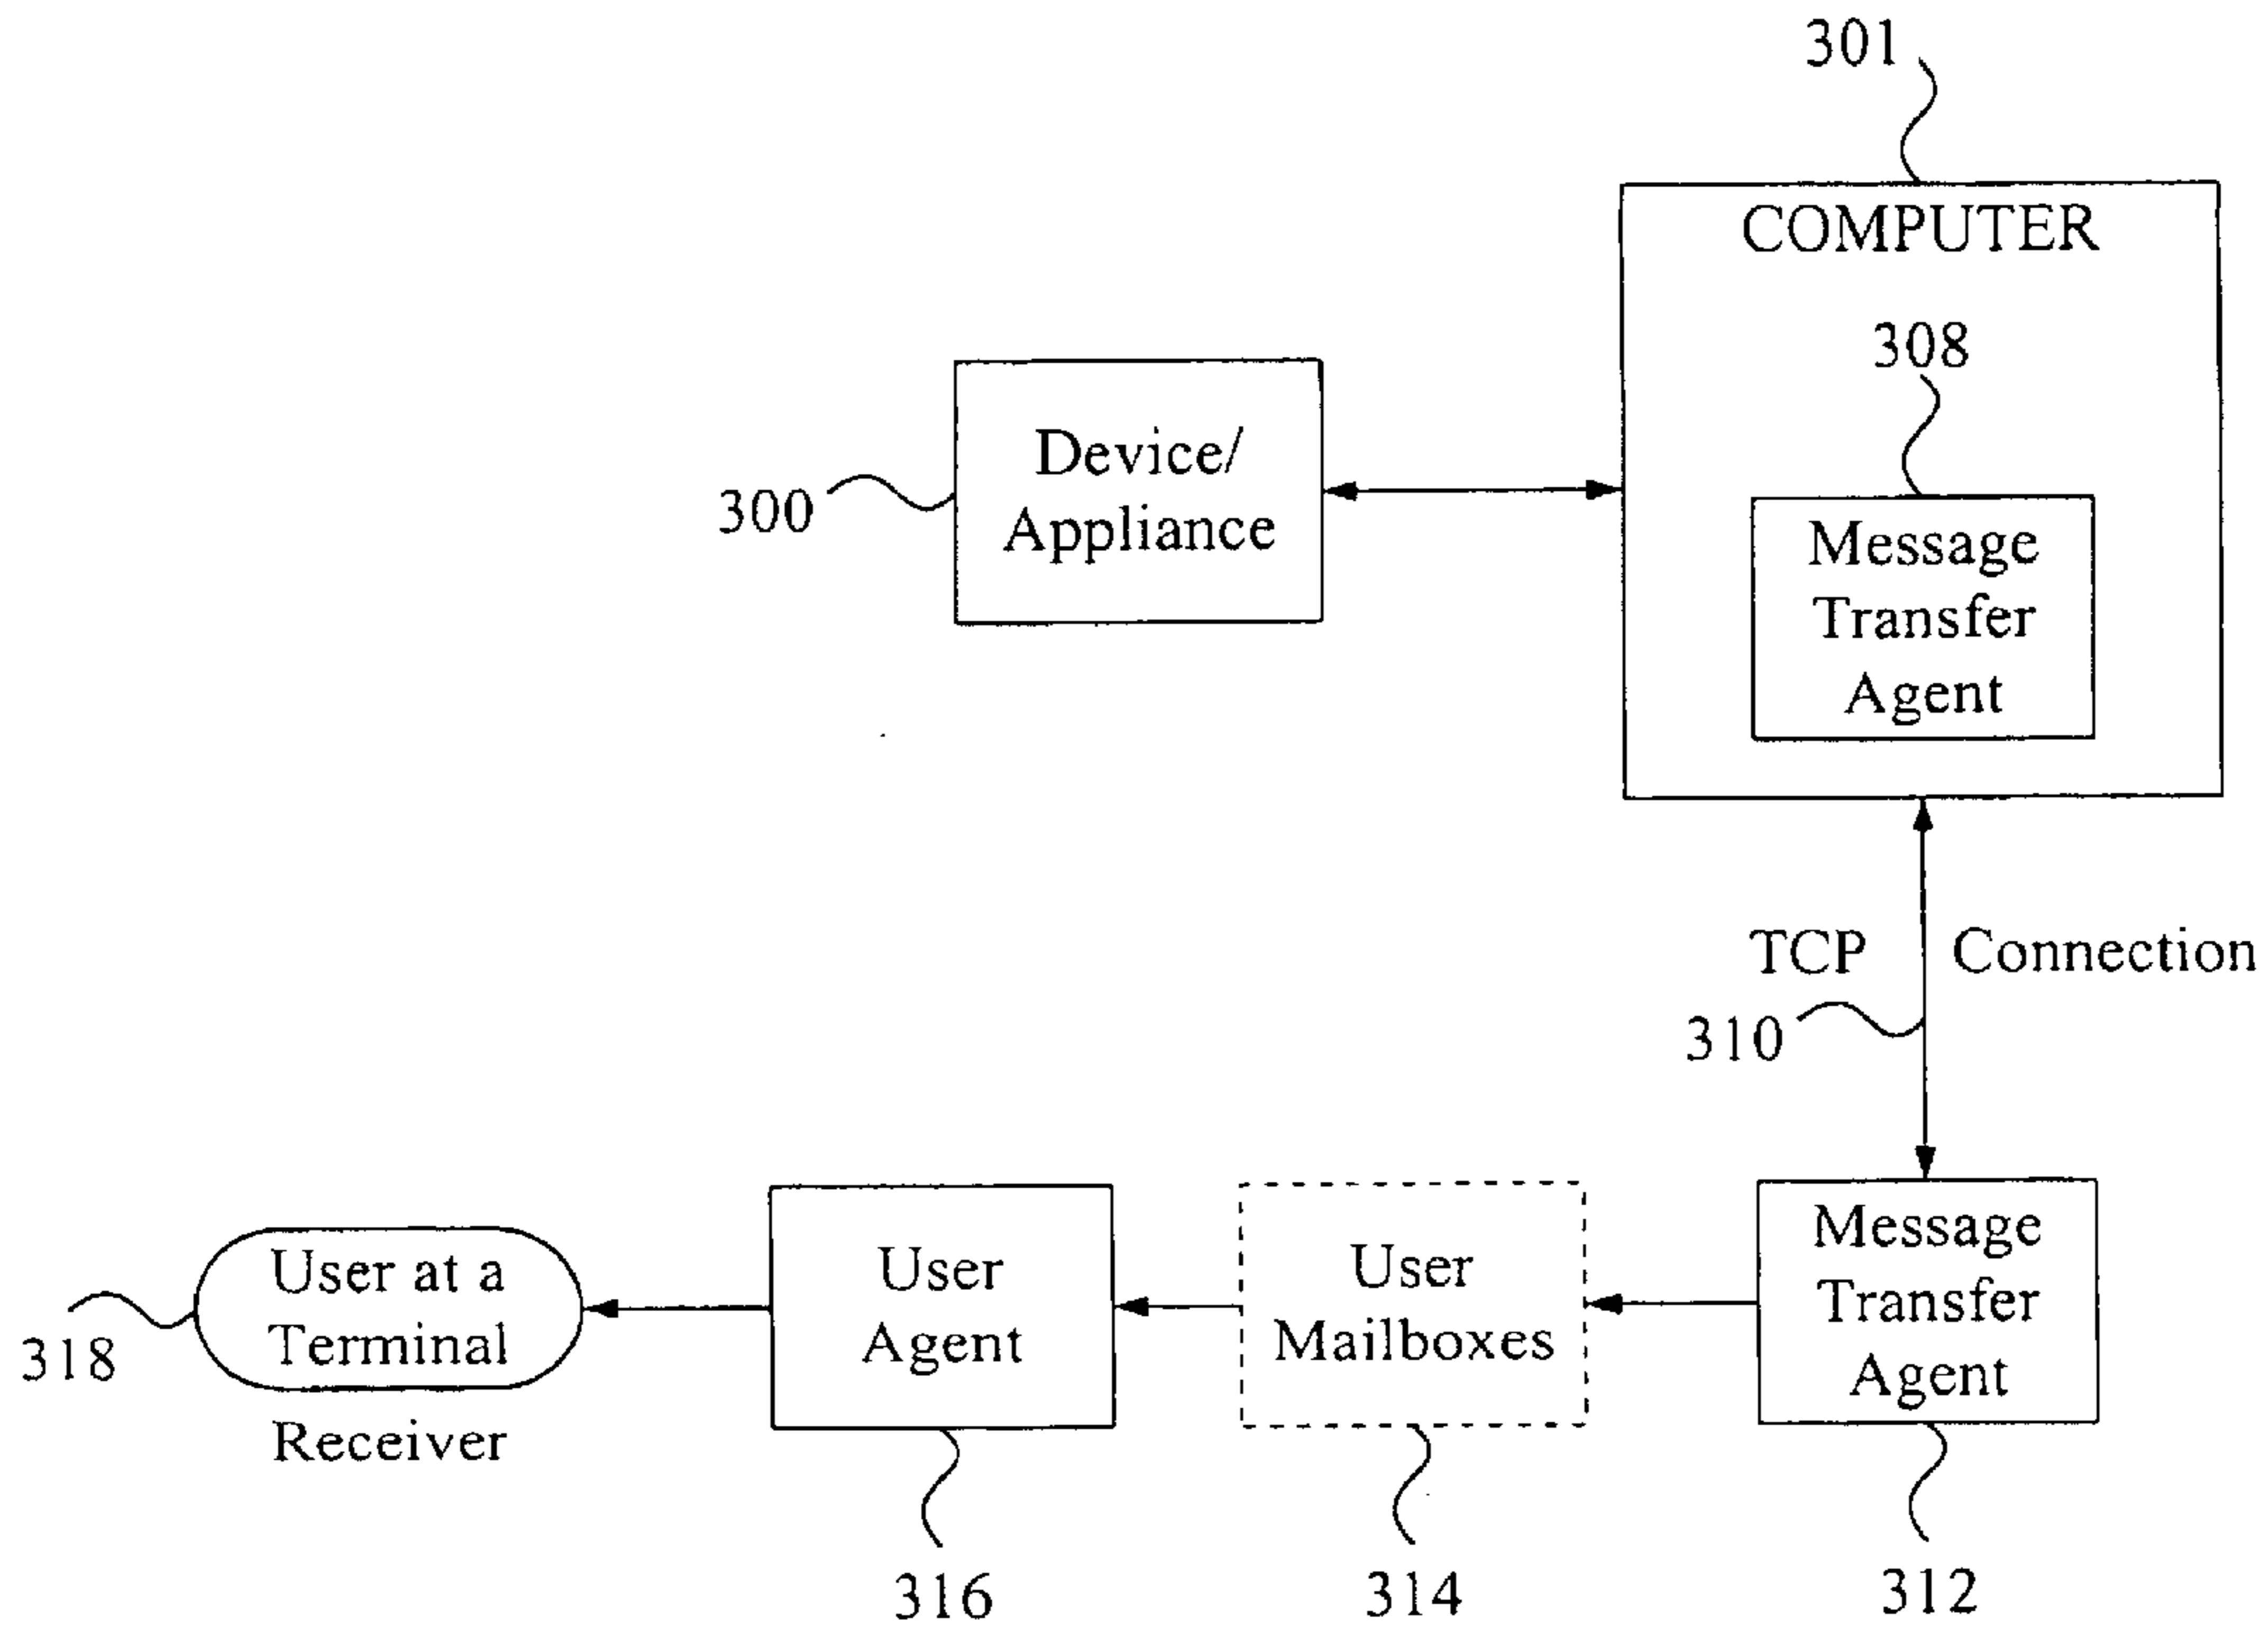 301
COMPUTER
308
Device/
Appliance
300
Message
Transfer
Agent
TCP Connection
310
User at a
Terminal
318
Receiver
User
Agent
316
User
Mailboxes
314
Message
Transfer
Agent
312